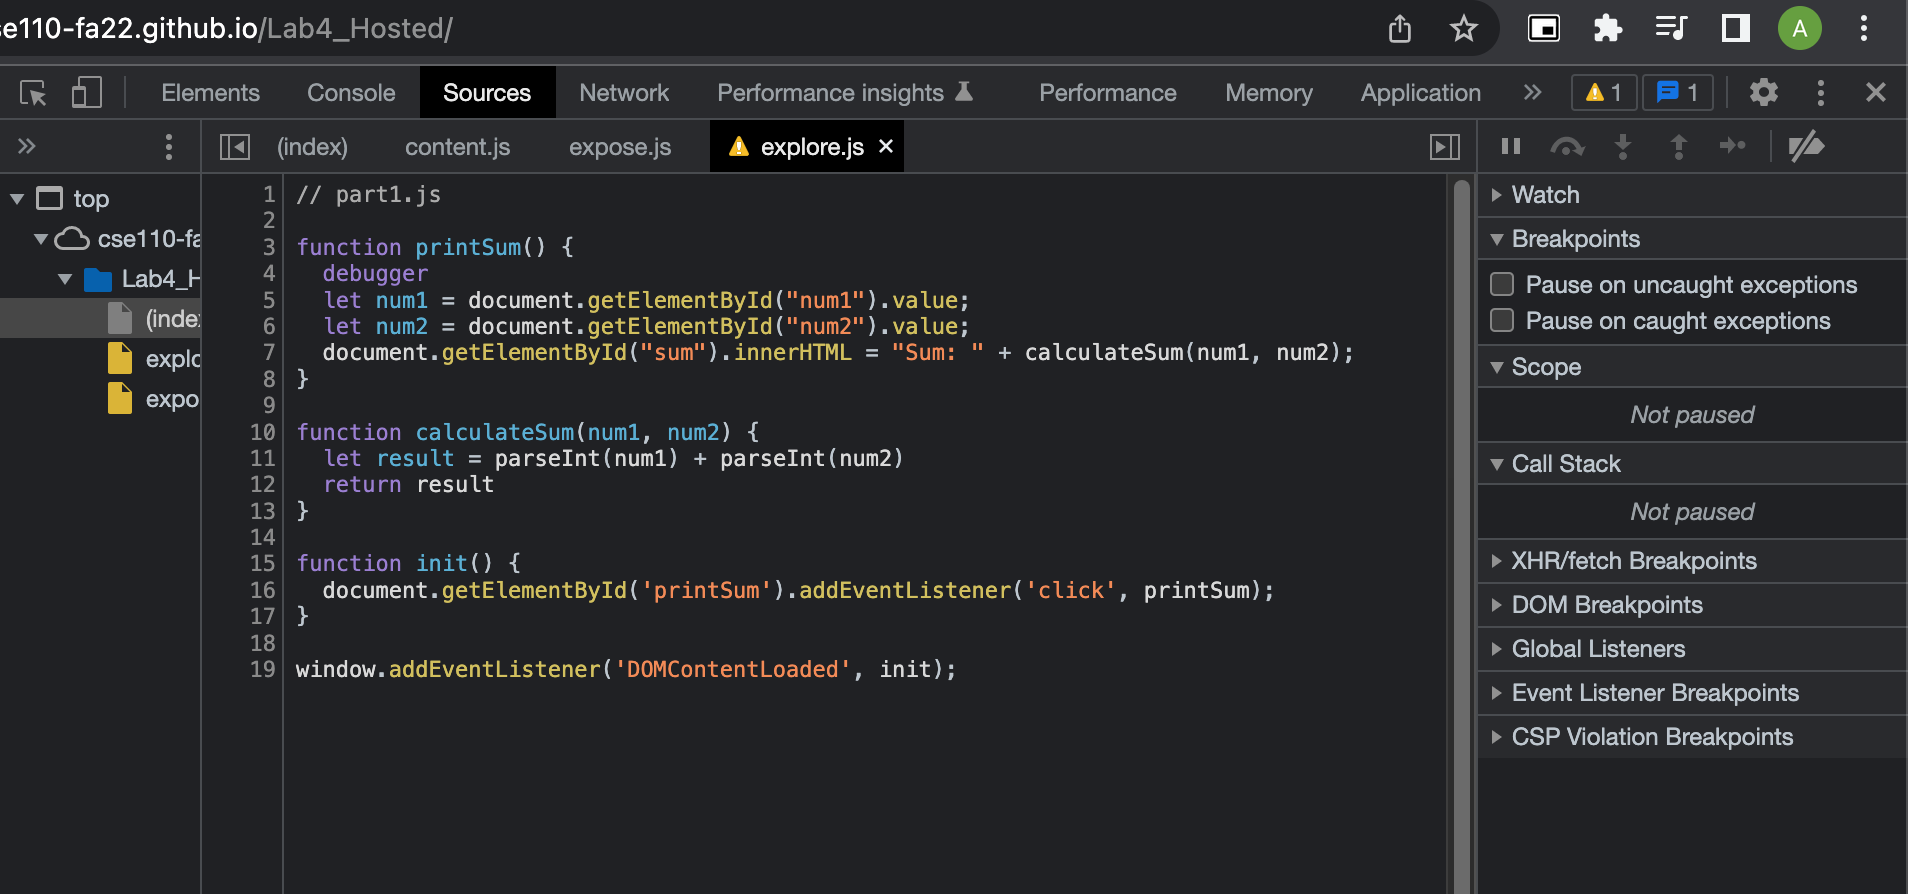 se110-fa22.github.io/Lab4_Hosted/
A
Elements Console Sources Network Performance insights Performance Memory Application 1 1
(index) content.js expose.js explore.js
top
cse110-fa
Lab4_H
(inde
explo
expo
1 // part1.js
2
3 function printSum() {
4 debugger
5 let num1 = document.getElementById("num1").value;
6 let num2 = document.getElementById("num2").value;
7 document.getElementById("sum").innerHTML = "Sum: " + calculateSum(num1, num2);
8 }
9
10 function calculateSum(num1, num2) {
11 let result = parseInt(num1) + parseInt(num2)
12 return result
13 }
14
15 function init() {
16 document.getElementById('printSum').addEventListener('click', printSum);
17 }
18
19 window.addEventListener('DOMContentLoaded', init);
Watch
Breakpoints
Pause on uncaught exceptions
Pause on caught exceptions
Scope
Not paused
Call Stack
Not paused
XHR/fetch Breakpoints
DOM Breakpoints
Global Listeners
Event Listener Breakpoints
CSP Violation Breakpoints